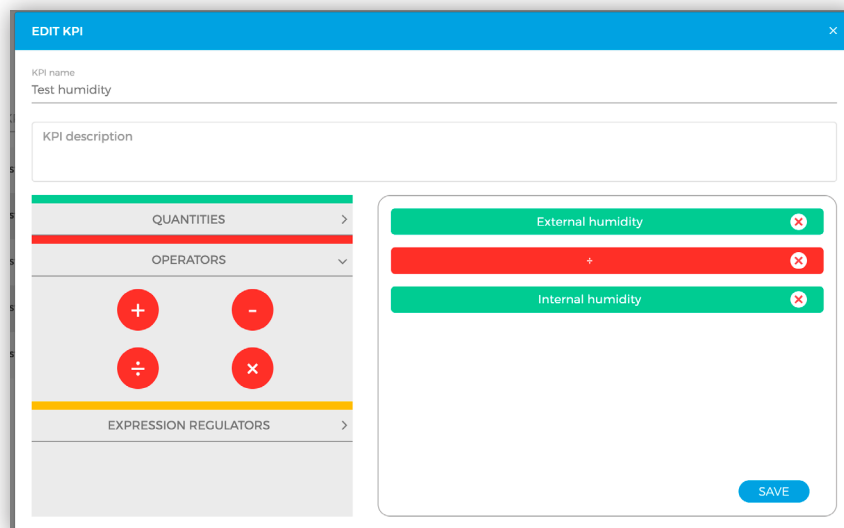 EDIT KPI ×
KPI name
Test humidity
KPI description
QUANTITIES
OPERATORS
+ -
÷ ×
EXPRESSION REGULATORS
External humidity
÷
Internal humidity
SAVE